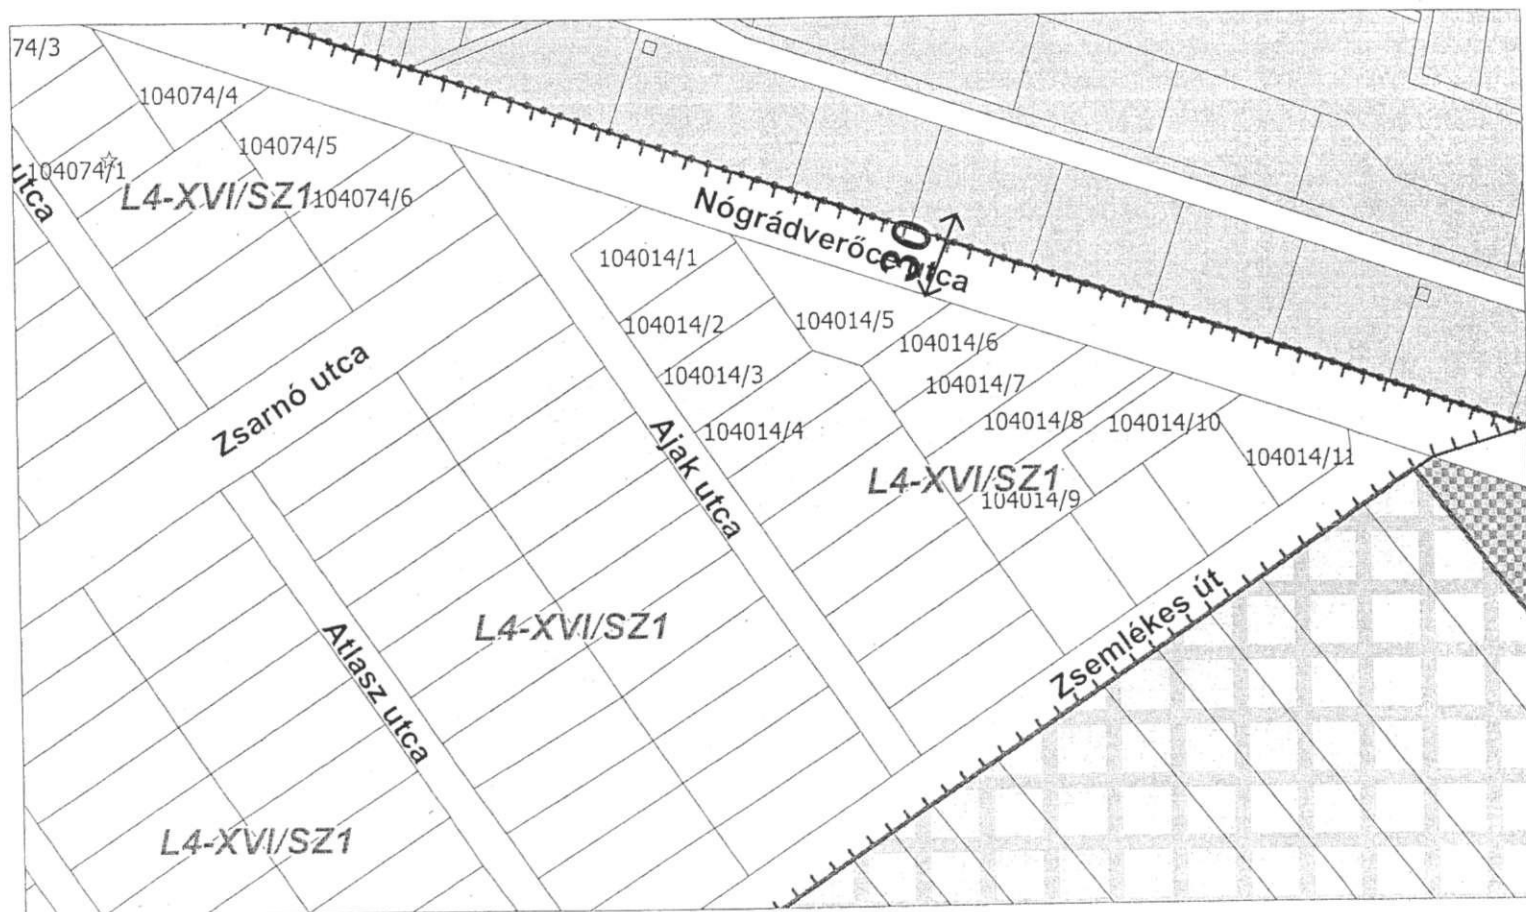 74/3
104074/4
104074/5
104074/1
104074/6
L4-XVI/SZ1
utca
Nógrádverőce utca
30
104014/1
104014/2
104014/5
104014/6
104014/3
104014/7
104014/4
104014/8
104014/10
104014/11
Zsarnó utca
Ajak utca
L4-XVI/SZ1
104014/9
Zsemlékes út
L4-XVI/SZ1
Atlasz utca
L4-XVI/SZ1